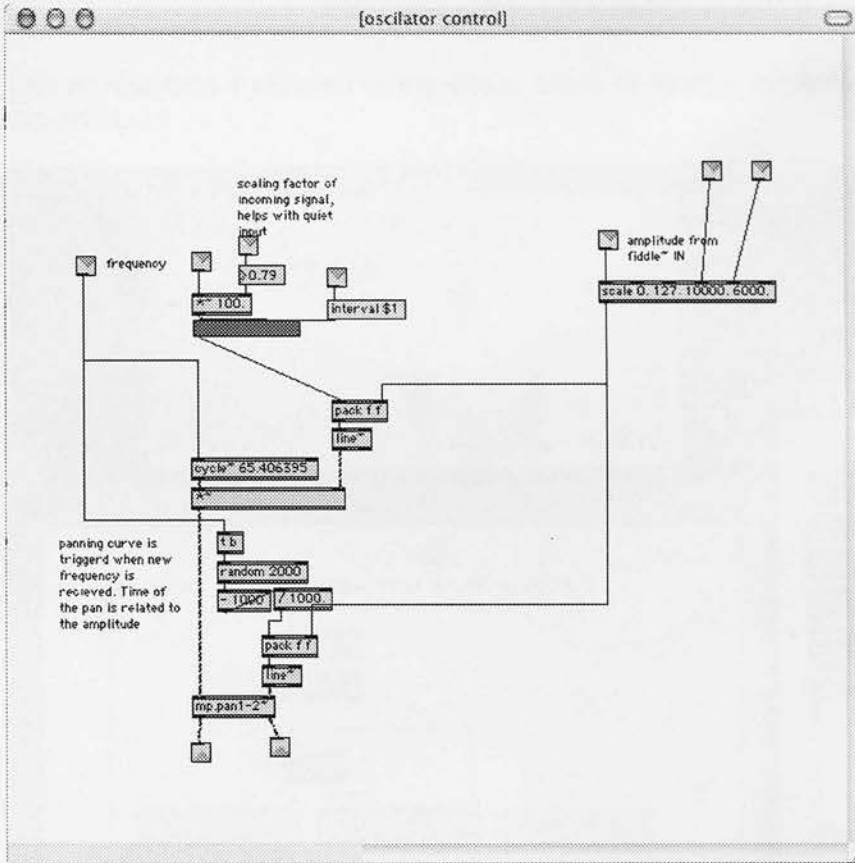 [oscilator control]
scaling factor of
incoming signal,
helps with quiet
input
frequency
0.79
*~ 100.
interval $1
amplitude from
fiddle~ IN
scale 0. 127. 10000. 6000.
pack f f
line~
cycle~ 65.406395
*~
t b
random 2000
- 1000
/ 1000.
panning curve is
triggerd when new
frequency is
recieved. Time of
the pan is related to
the amplitude
pack f f
line~
mp.pan1-2~